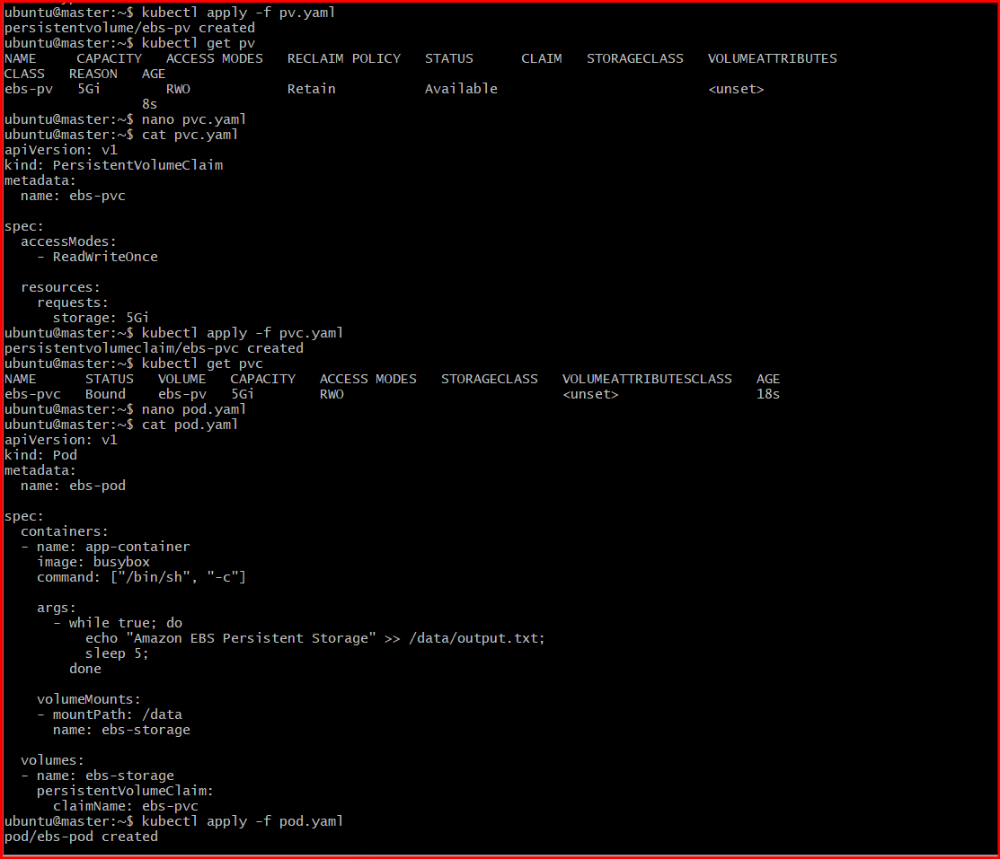 ubuntu@master:~$ kubectl apply -f pv.yaml
persistentvolume/ebs-pv created
ubuntu@master:~$ kubectl get pv
NAME     CAPACITY   ACCESS MODES   RECLAIM POLICY   STATUS      CLAIM   STORAGECLASS   VOLUMEATTRIBUTES
CLASS   REASON   AGE
ebs-pv   5Gi        RWO            Retain           Available                          <unset>
                 8s
ubuntu@master:~$ nano pvc.yaml
ubuntu@master:~$ cat pvc.yaml
apiVersion: v1
kind: PersistentVolumeClaim
metadata:
  name: ebs-pvc

spec:
  accessModes:
    - ReadWriteOnce

  resources:
    requests:
      storage: 5Gi
ubuntu@master:~$ kubectl apply -f pvc.yaml
persistentvolumeclaim/ebs-pvc created
ubuntu@master:~$ kubectl get pvc
NAME      STATUS   VOLUME   CAPACITY   ACCESS MODES   STORAGECLASS   VOLUMEATTRIBUTESCLASS   AGE
ebs-pvc   Bound    ebs-pv   5Gi        RWO                           <unset>                 18s
ubuntu@master:~$ nano pod.yaml
ubuntu@master:~$ cat pod.yaml
apiVersion: v1
kind: Pod
metadata:
  name: ebs-pod

spec:
  containers:
  - name: app-container
    image: busybox
    command: ["/bin/sh", "-c"]

    args:
      - while true; do
          echo "Amazon EBS Persistent Storage" >> /data/output.txt;
          sleep 5;
        done

    volumeMounts:
    - mountPath: /data
      name: ebs-storage

  volumes:
  - name: ebs-storage
    persistentVolumeClaim:
      claimName: ebs-pvc
ubuntu@master:~$ kubectl apply -f pod.yaml
pod/ebs-pod created